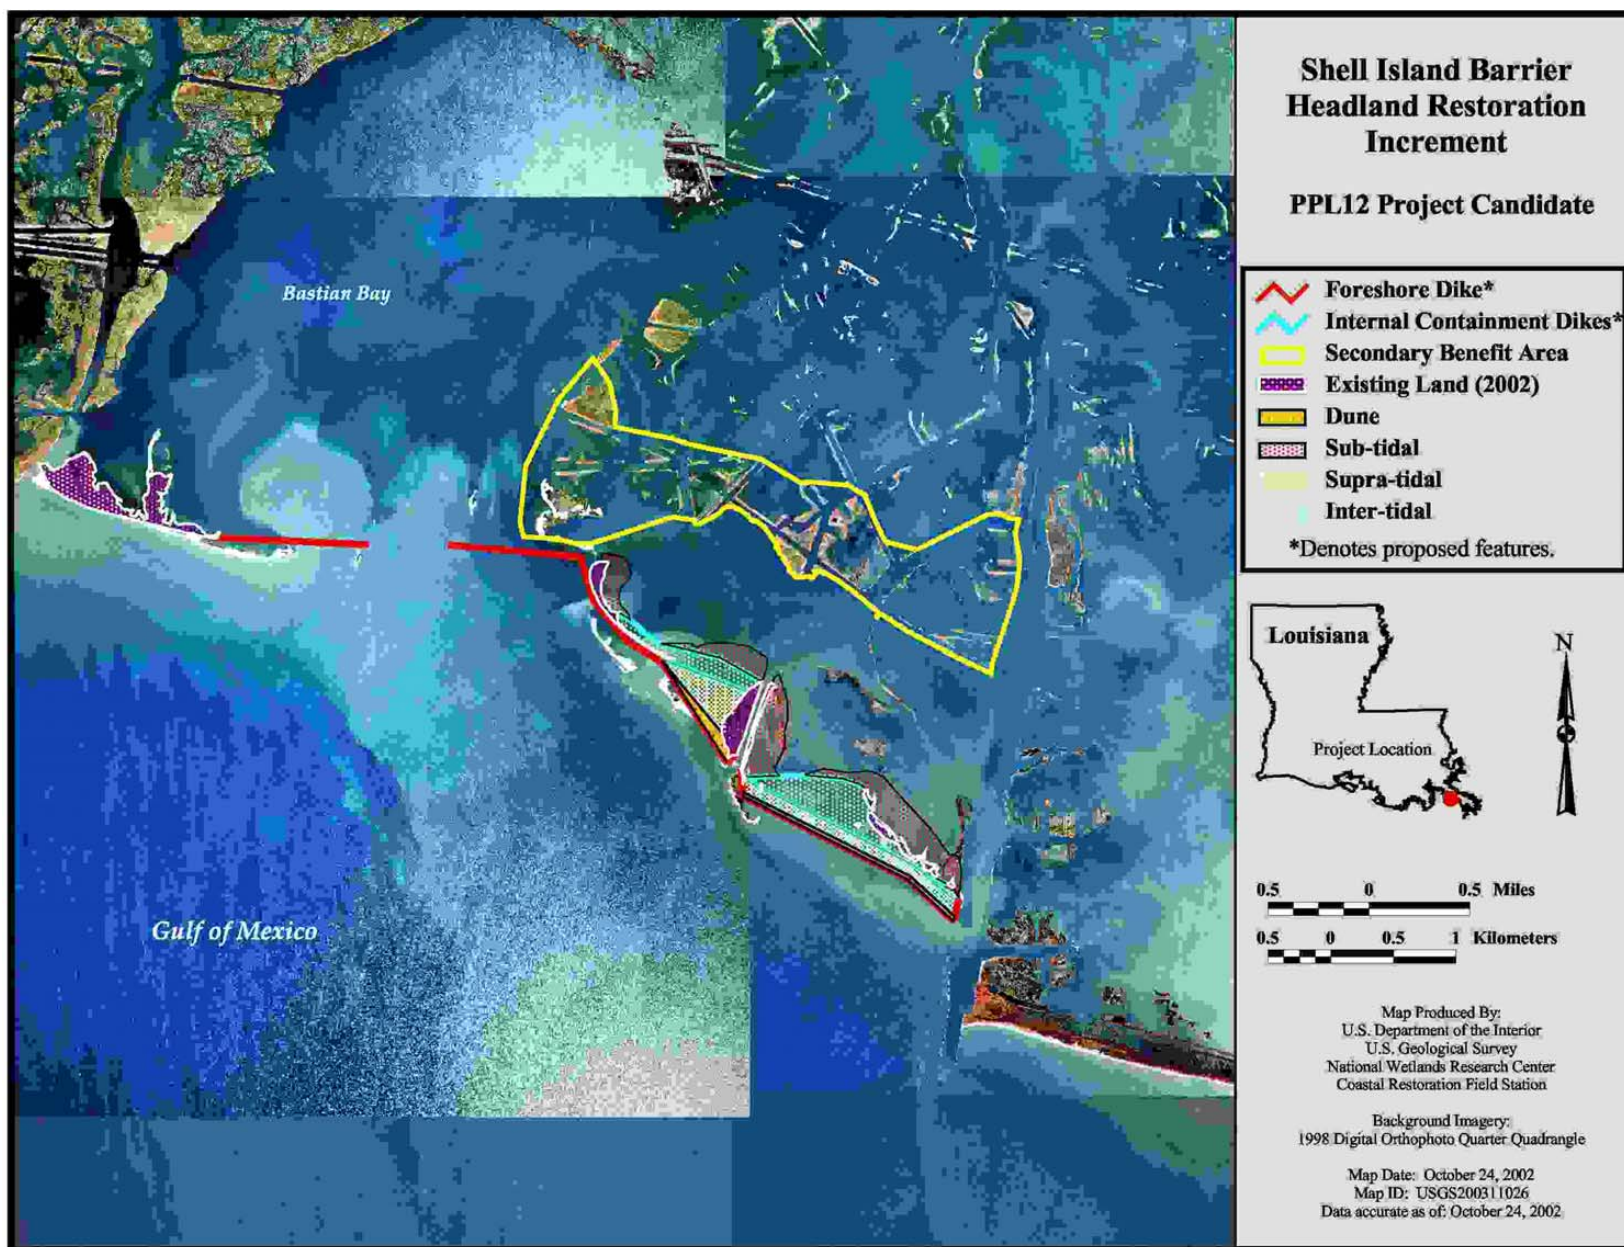 Shell Island Barrier
Headland Restoration
Increment
PPL12 Project Candidate
Foreshore Dike*
Internal Containment Dikes*
Secondary Benefit Area
Existing Land (2002)
Dune
Sub-tidal
Supra-tidal
Inter-tidal
*Denotes proposed features.
Bastian Bay
Gulf of Mexico
Louisiana
N
Project Location
0.5 0 0.5 Miles
0.5 0 0.5 1 Kilometers
Map Produced By:
U.S. Department of the Interior
U.S. Geological Survey
National Wetlands Research Center
Coastal Restoration Field Station
Background Imagery:
1998 Digital Orthophoto Quarter Quadrangle
Map Date: October 24, 2002
Map ID: USGS200311026
Data accurate as of: October 24, 2002